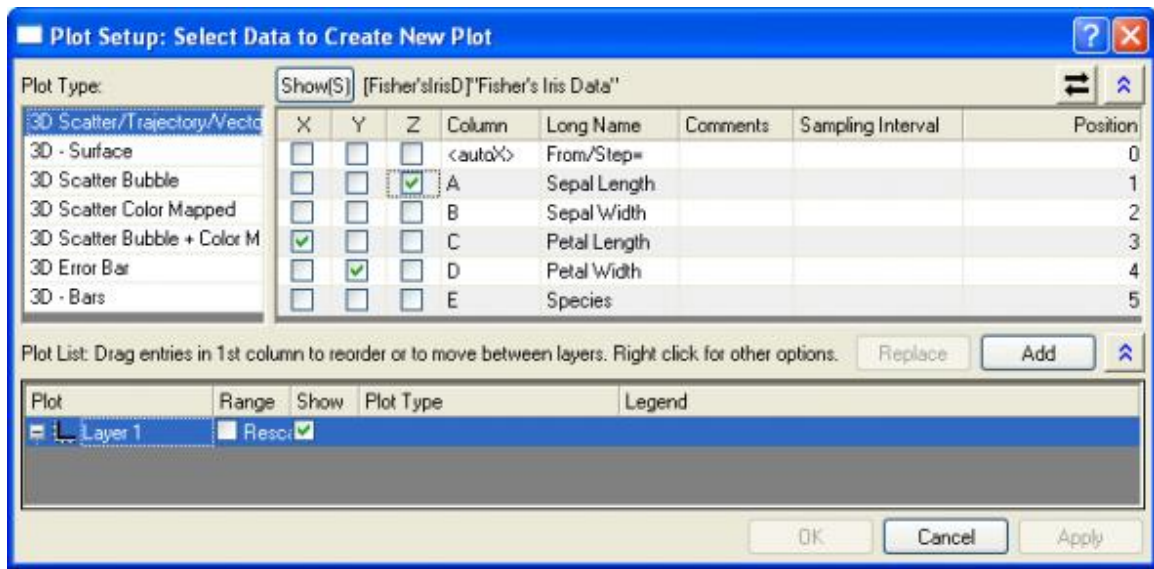 Plot Setup: Select Data to Create New Plot
Plot Type: Show(S) [Fisher'sIrisD]"Fisher's Iris Data"
3D Scatter/Trajectory/Vecto X Y Z Column Long Name Comments Sampling Interval Position
3D - Surface <autoX> From/Step= 0
3D Scatter Bubble A Sepal Length 1
3D Scatter Color Mapped B Sepal Width 2
3D Scatter Bubble + Color M C Petal Length 3
3D Error Bar D Petal Width 4
3D - Bars E Species 5
Plot List: Drag entries in 1st column to reorder or to move between layers. Right click for other options. Replace Add
Plot Range Show Plot Type Legend
Layer 1 Resca
OK Cancel Apply